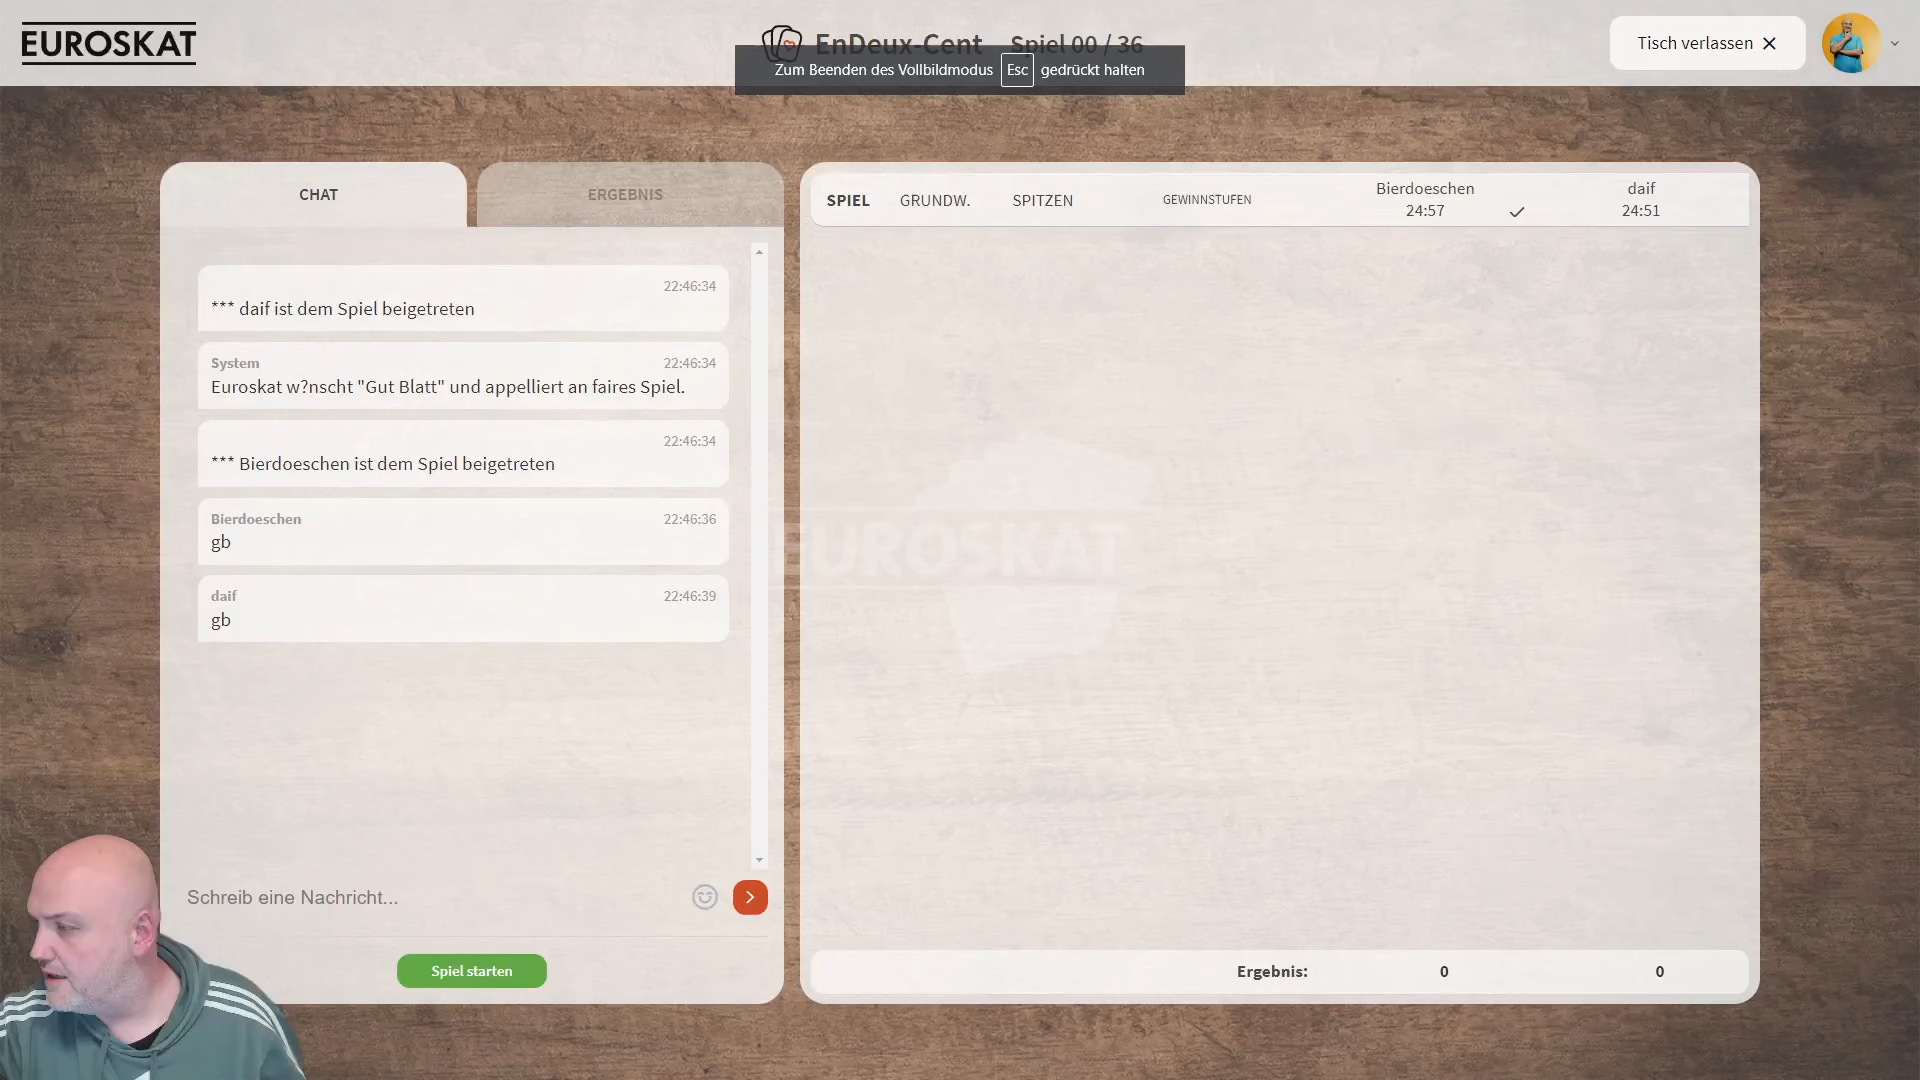 EUROSKAT
EnDeux-Cent
Spiel 00 / 36
Zum Beenden des Vollbildmodus Esc gedrückt halten
Tisch verlassen
CHAT
ERGEBNIS
22:46:34
*** daif ist dem Spiel beigetreten
System 22:46:34
Euroskat w?nscht "Gut Blatt" und appelliert an faires Spiel.
22:46:34
*** Bierdoeschen ist dem Spiel beigetreten
Bierdoeschen 22:46:36
gb
daif 22:46:39
gb
Schreib eine Nachricht...
Spiel starten
SPIEL GRUNDW. SPITZEN GEWINNSTUFEN
Bierdoeschen
24:57
daif
24:51
EUROSKAT
Ergebnis: 0 0